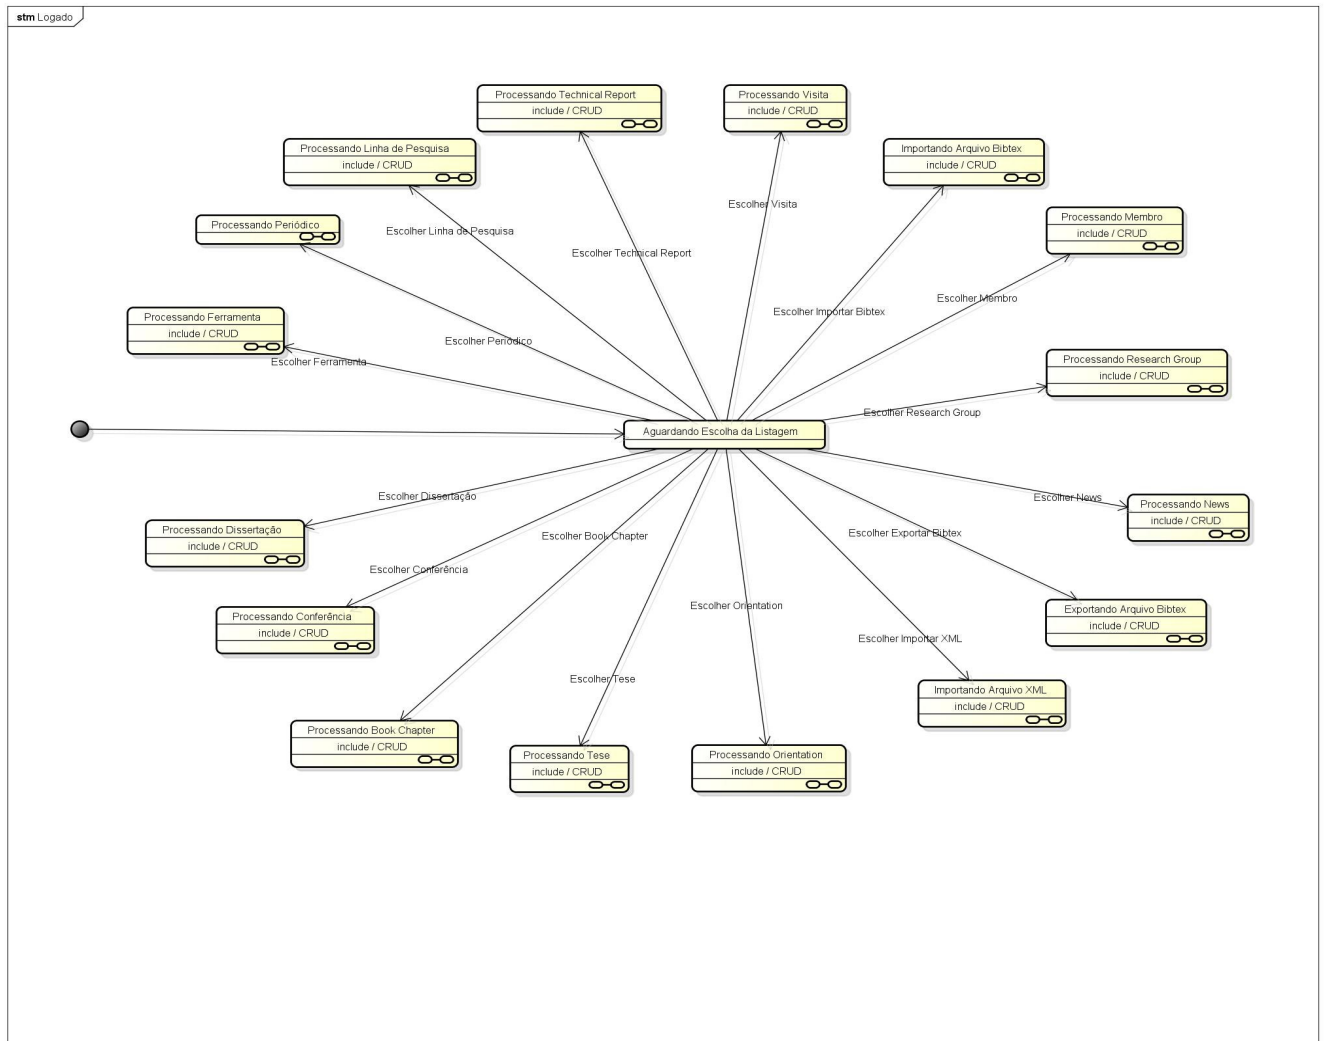 stm Logado
Processando Technical Report
include / CRUD
Processando Visita
include / CRUD
Processando Linha de Pesquisa
include / CRUD
Importando Arquivo Bibtex
include / CRUD
Escolher Visita
Processando Periódico
Processando Membro
include / CRUD
Escolher Linha de Pesquisa
Escolher Technical Report
Escolher Membro
Processando Ferramenta
include / CRUD
Escolher Importar Bibtex
Escolher Periódico
Escolher Ferramenta
Processando Research Group
include / CRUD
Escolher Research Group
Aguardando Escolha da Listagem
Escolher Dissertação
Escolher News
Processando News
include / CRUD
Processando Dissertação
include / CRUD
Escolher Book Chapter
Escolher Exportar Bibtex
Escolher Conferência
Escolher Orientation
Exportando Arquivo Bibtex
include / CRUD
Processando Conferência
include / CRUD
Escolher Importar XML
Escolher Tese
Importando Arquivo XML
include / CRUD
Processando Book Chapter
include / CRUD
Processando Tese
include / CRUD
Processando Orientation
include / CRUD